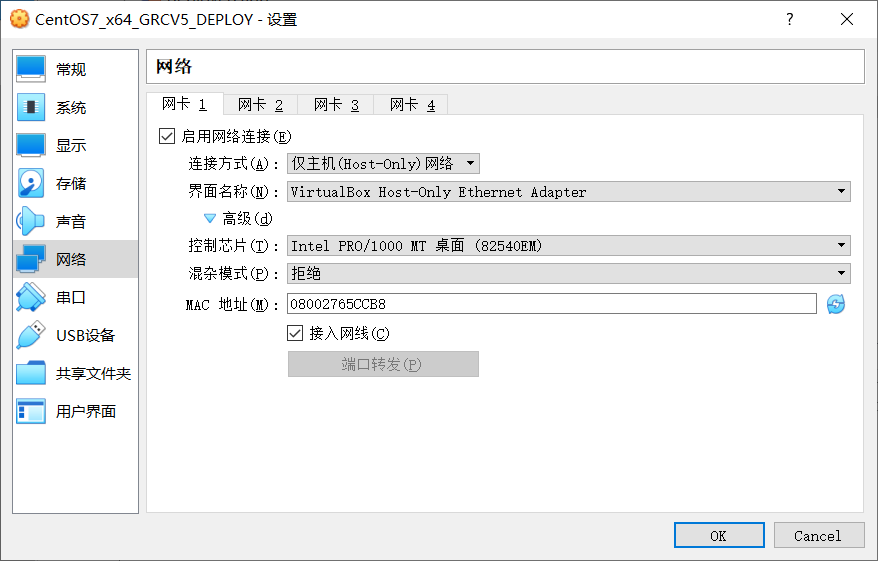 CentOS7_x64_GRCV5_DEPLOY - 设置
?
常规
系统
显示
存储
声音
网络
串口
USB设备
共享文件夹
用户界面
网络
网卡 1 网卡 2 网卡 3 网卡 4
启用网络连接(E)
连接方式(A): 仅主机(Host-Only)网络
界面名称(N): VirtualBox Host-Only Ethernet Adapter
高级(d)
控制芯片(T): Intel PRO/1000 MT 桌面 (82540EM)
混杂模式(P): 拒绝
MAC 地址(M): 08002765CCB8
接入网线(C)
端口转发(P)
OK Cancel